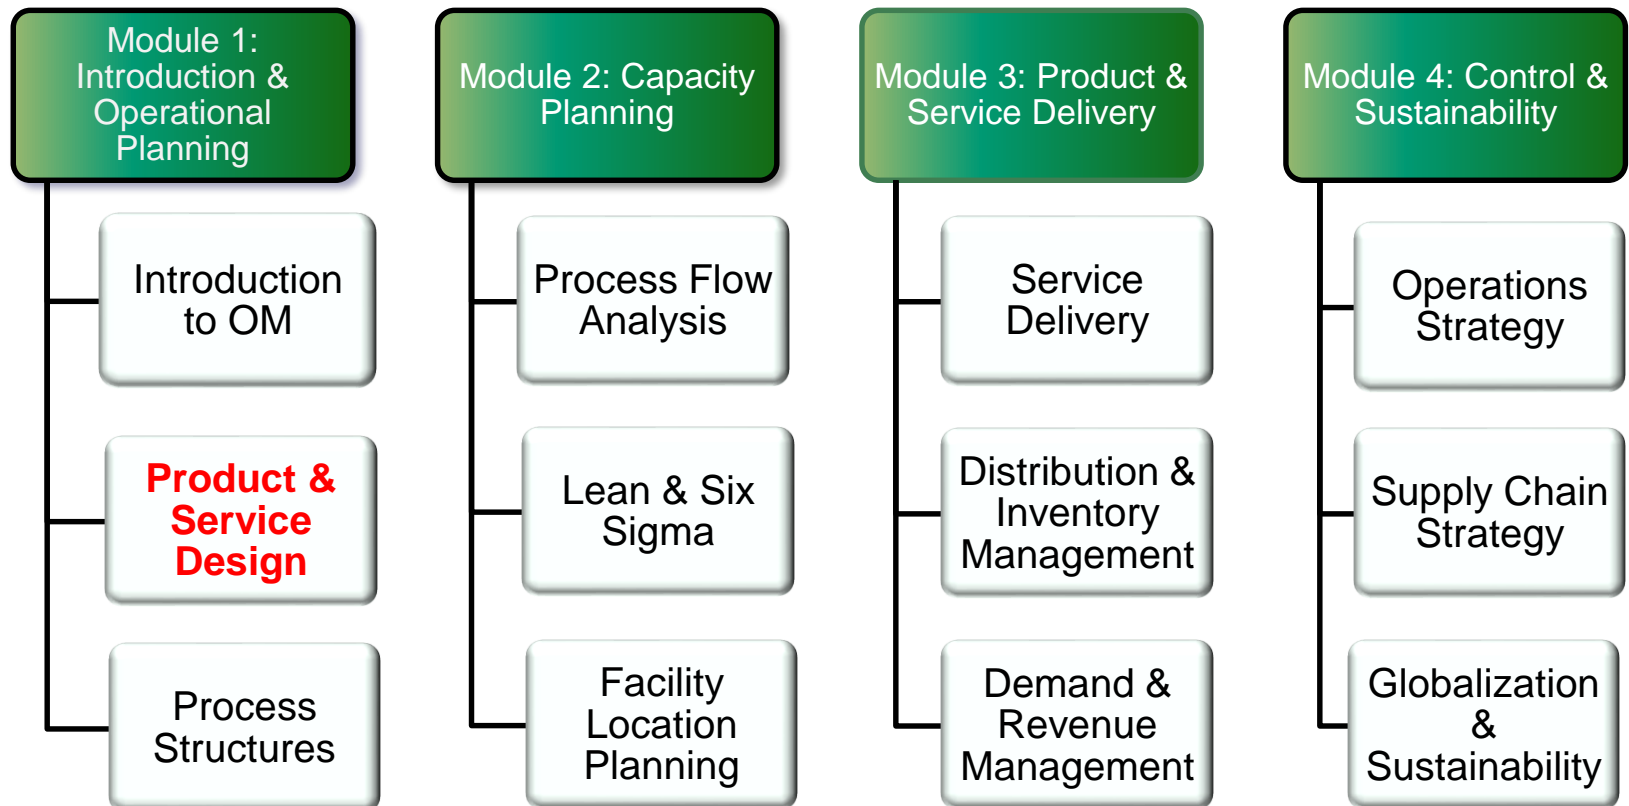 Module 1:
Introduction &
Operational
Planning
Introduction
to OM
Product &
Service
Design
Process
Structures
Module 2: Capacity
Planning
Process Flow
Analysis
Lean & Six
Sigma
Facility
Location
Planning
Module 3: Product &
Service Delivery
Service
Delivery
Distribution &
Inventory
Management
Demand &
Revenue
Management
Module 4: Control &
Sustainability
Operations
Strategy
Supply Chain
Strategy
Globalization
&
Sustainability